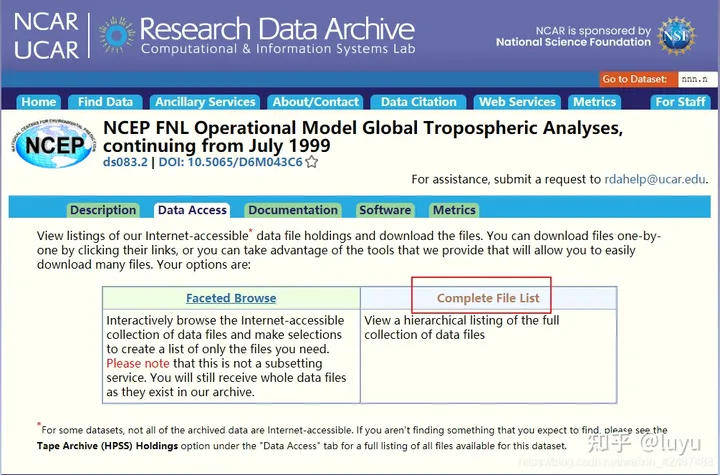 NCAR
UCAR
Research Data Archive
Computational & Information Systems Lab
NCAR is sponsored by
National Science Foundation
NSF
Go to Dataset: nnn.n
Home Find Data Ancillary Services About/Contact Data Citation Web Services Metrics For Staff
NCEP
NCEP FNL Operational Model Global Tropospheric Analyses,
continuing from July 1999
ds083.2 | DOI: 10.5065/D6M043C6
For assistance, submit a request to rdahelp@ucar.edu.
Description Data Access Documentation Software Metrics
View listings of our Internet-accessible* data file holdings and download the files. You can download files one-by-
one by clicking their links, or you can take advantage of the tools that we provide that will allow you to easily
download many files. Your options are:
Faceted Browse
Interactively browse the Internet-accessible
collection of data files and make selections
to create a list of only the files you need.
Please note that this is not a subsetting
service. You will still receive whole data files
as they exist in our archive.
Complete File List
View a hierarchical listing of the full
collection of data files
*For some datasets, not all of the archived data are Internet-accessible. If you aren't finding something that you expect to find, please see the
Tape Archive (HPSS) Holdings option under the "Data Access" tab for a full listing of all files available for this dataset.
知乎 @luyu